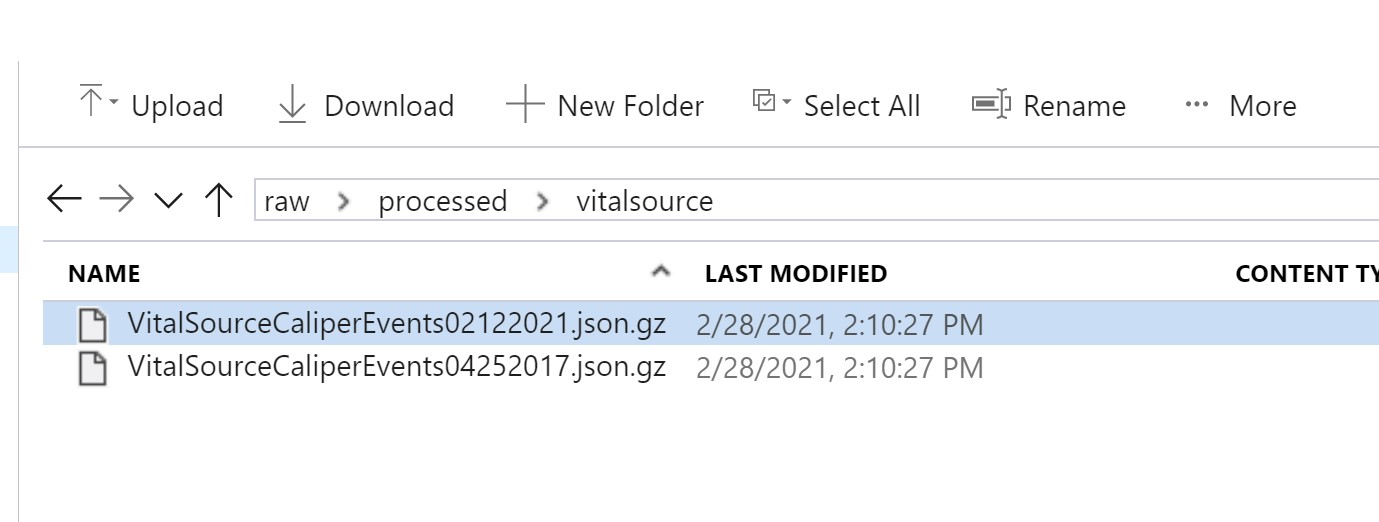 Upload Download New Folder Select All Rename ··· More
raw > processed > vitalsource
NAME LAST MODIFIED CONTENT TY
VitalSourceCaliperEvents02122021.json.gz 2/28/2021, 2:10:27 PM
VitalSourceCaliperEvents04252017.json.gz 2/28/2021, 2:10:27 PM